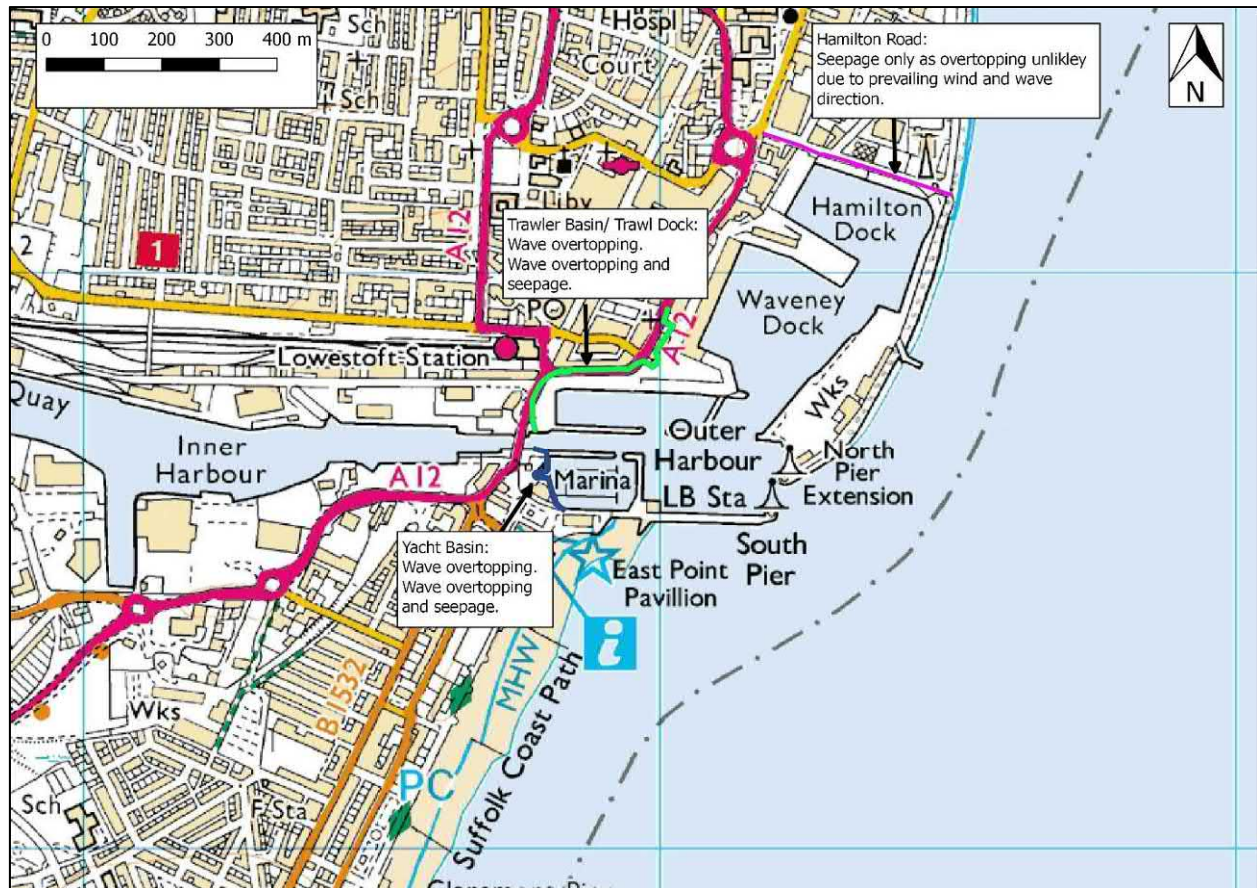 0 100 200 300 400 m
Sch
Sch
Hospl
Court
Hamilton Road:
Seepage only as overtopping unlikley
due to prevailing wind and wave
direction.
N
A12
Liby
2
1
Trawler Basin/ Trawl Dock:
Wave overtopping.
Wave overtopping and
seepage.
Hamilton
Dock
PO
Waveney
Dock
A12
Lowestoft Station
Wks
Quay
Inner
Harbour
Outer
Harbour
North
Pier
Extension
A12
Marina
LB Sta
South
Pier
Yacht Basin:
Wave overtopping.
Wave overtopping
and seepage.
East Point
Pavillion
i
MHW
B1532
Wks
Suffolk Coast Path
PC
Sch
F Sta